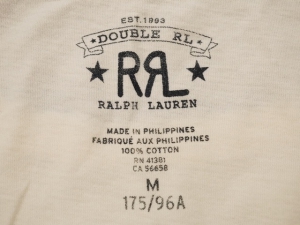 EST. 1993
DOUBLE RL
RRL
RALPH LAUREN
MADE IN PHILIPPINES
FABRIQUÉ AUX PHILIPPINES
100% COTTON
RN 41381
CA 56658
M
175/96A